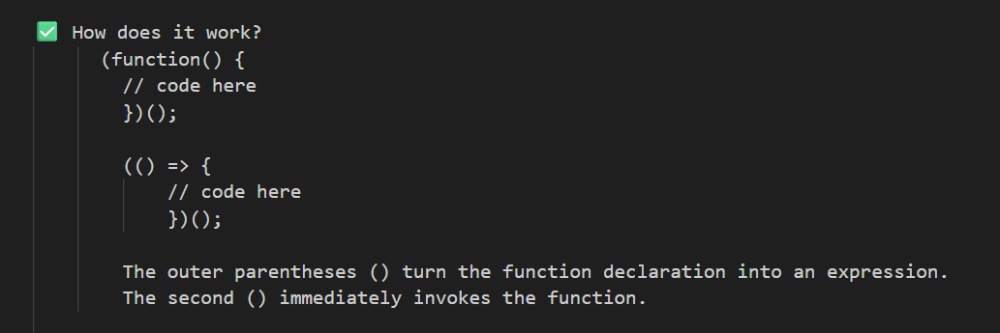 ✅ How does it work?
(function() {
// code here
})();
(() => {
// code here
})();
The outer parentheses () turn the function declaration into an expression.
The second () immediately invokes the function.